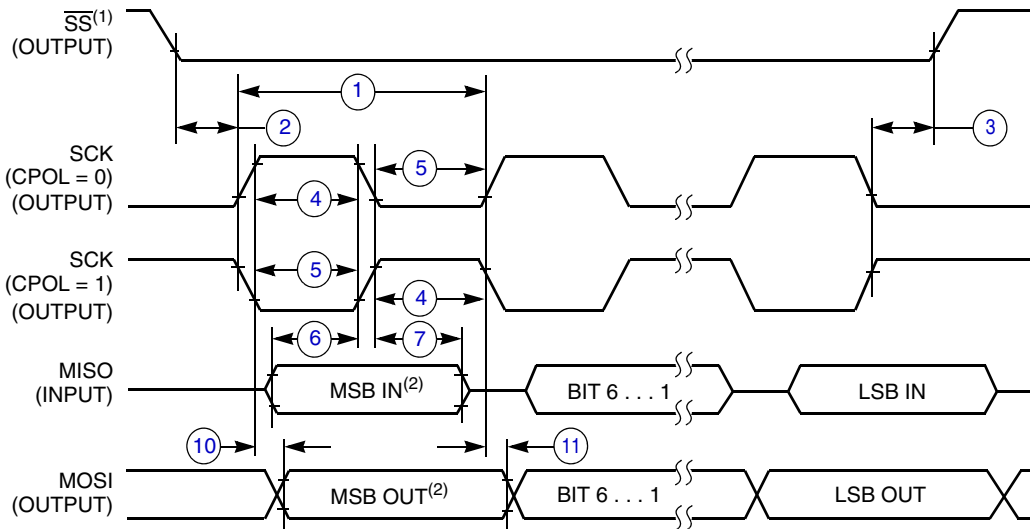 SS(1)
(OUTPUT)
1
2
3
SCK
(CPOL = 0)
(OUTPUT)
5
4
SCK
(CPOL = 1)
(OUTPUT)
5
4
6
7
MISO
(INPUT)
MSB IN(2)
BIT 6 . . . 1
LSB IN
10
11
MOSI
(OUTPUT)
MSB OUT(2)
BIT 6 . . . 1
LSB OUT